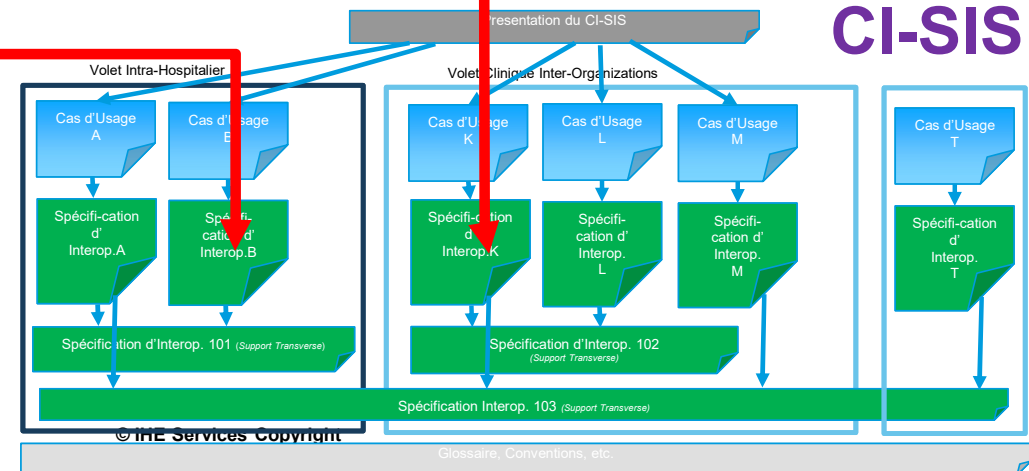 Presentation du CI-SIS
CI-SIS
Volet Intra-Hospitalier
Volet Clinique Inter-Organizations
Cas d'Usage
A
Cas d'Usage
B
Cas d'Usage
K
Cas d'Usage
L
Cas d'Usage
M
Cas d'Usage
T
Spécifi-cation
d'
Interop.A
Spécifi-
cation d'
Interop.B
Spécifi-cation
d'
Interop.K
Spécifi-
cation d'
Interop.
L
Spécifi-
cation d'
Interop.
M
Spécifi-cation
d'
Interop.
T
Spécification d'Interop. 101 (Support Transverse)
Spécification d'Interop. 102
(Support Transverse)
Spécification Interop. 103 (Support Transverse)
© IHE Services Copyright
Glossaire, Conventions, etc.